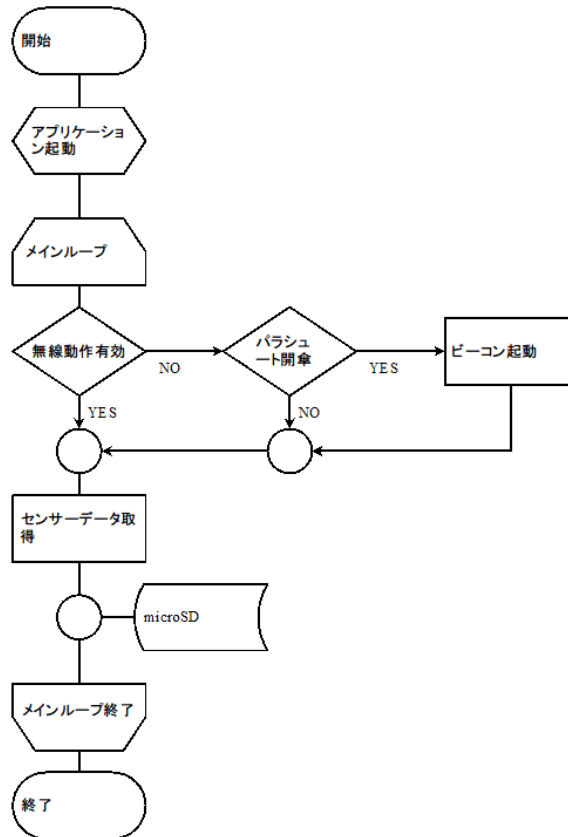 開始
アプリケーショ
ン起動
メインループ
無線動作有効
NO
パラシュ
ート開傘
YES
ビーコン起動
YES
NO
センサーデータ取
得
microSD
メインループ終了
終了